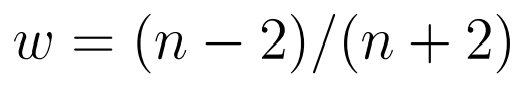 w = (n − 2)/(n + 2)